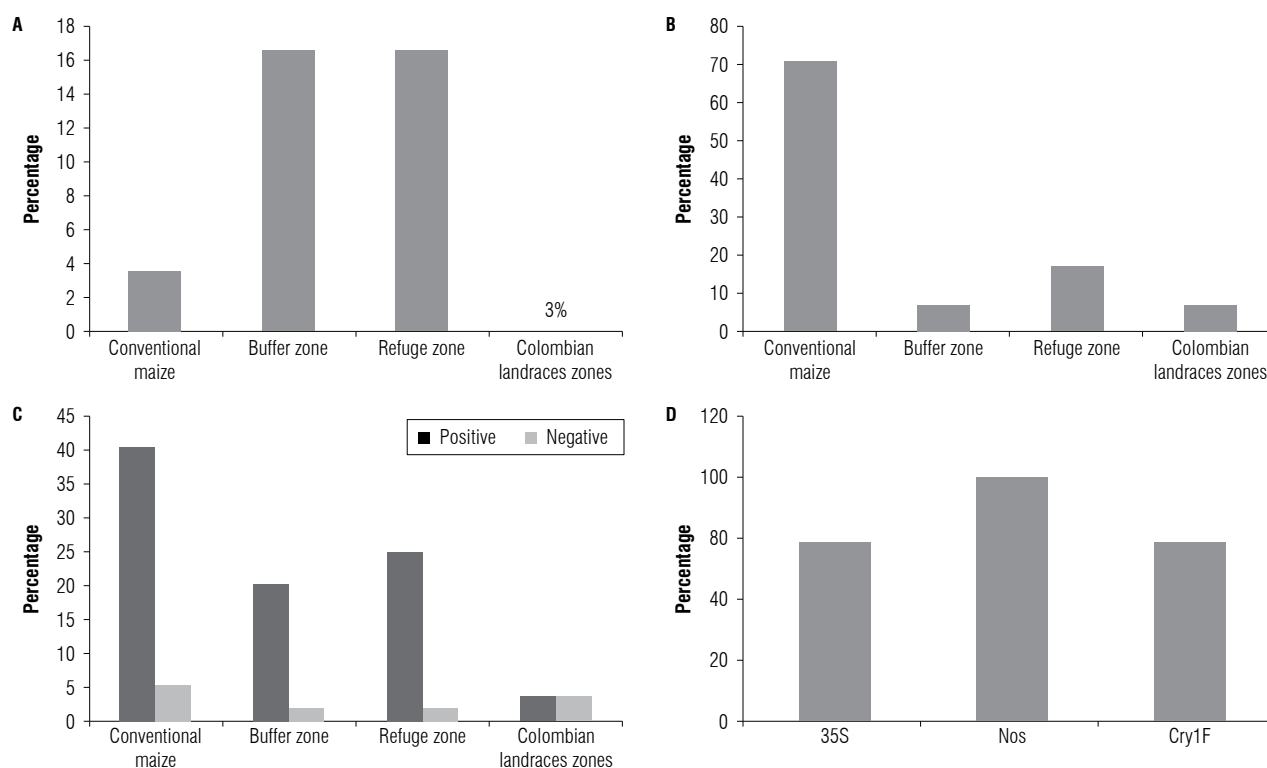 A
Percentage
18
16
14
12
10
8
6
4
2
0
3%
Conventional
maize
Buffer zone
Refuge zone
Colombian
landraces zones
B
Percentage
80
70
60
50
40
30
20
10
0
Conventional
maize
Buffer zone
Refuge zone
Colombian
landraces zones
C
Percentage
45
40
35
30
25
20
15
10
5
0
Positive
Negative
Conventional
maize
Buffer zone
Refuge zone
Colombian
landraces zones
D
Percentage
120
100
80
60
40
20
0
35S
Nos
Cry1F